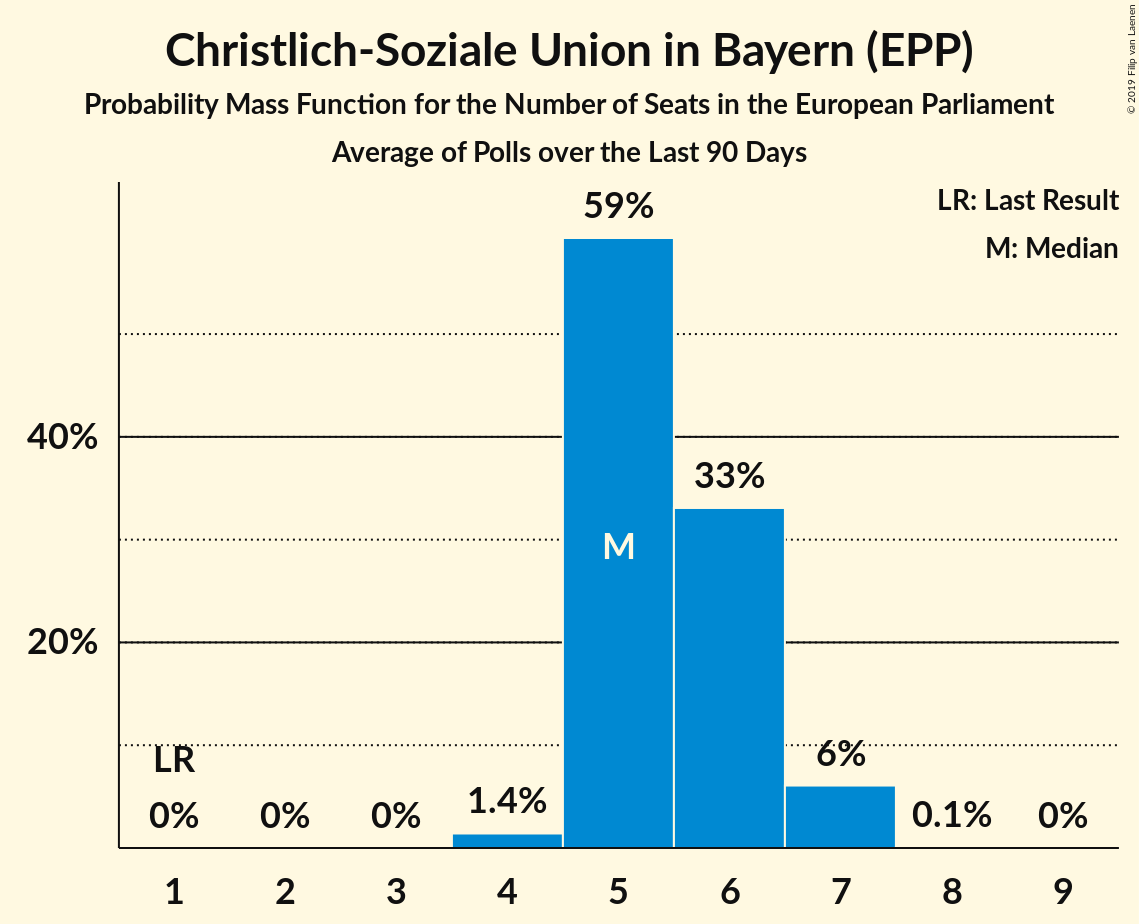 Christlich-Soziale Union in Bayern (EPP)
Probability Mass Function for the Number of Seats in the European Parliament
Average of Polls over the Last 90 Days
© 2019 Filip van Laenen
LR: Last Result
M: Median
59%
40%
33%
M
20%
LR
6%
0% 0% 0% 1.4% 0.1% 0%
1 2 3 4 5 6 7 8 9